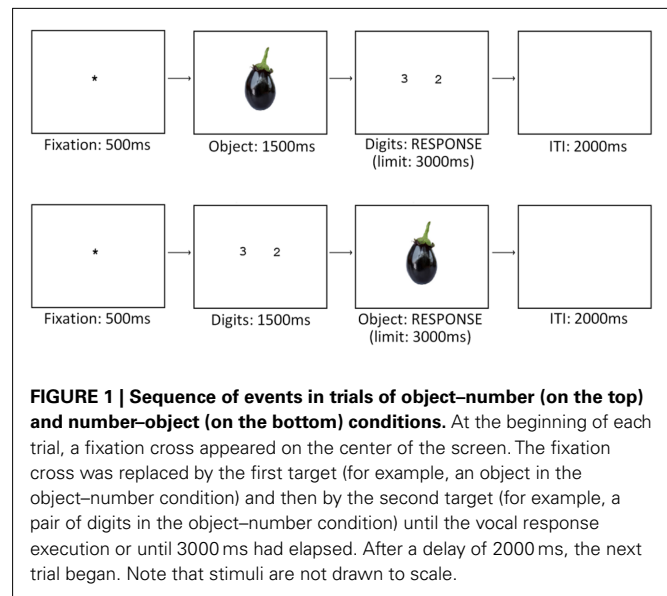 *
3 2
Fixation: 500ms Object: 1500ms Digits: RESPONSE ITI: 2000ms
(limit: 3000ms)
*
3 2
Fixation: 500ms Digits: 1500ms Object: RESPONSE ITI: 2000ms
(limit: 3000ms)
FIGURE 1 | Sequence of events in trials of object–number (on the top)
and number–object (on the bottom) conditions. At the beginning of each
trial, a fixation cross appeared on the center of the screen. The fixation
cross was replaced by the first target (for example, an object in the
object–number condition) and then by the second target (for example, a
pair of digits in the object–number condition) until the vocal response
execution or until 3000 ms had elapsed. After a delay of 2000 ms, the next
trial began. Note that stimuli are not drawn to scale.